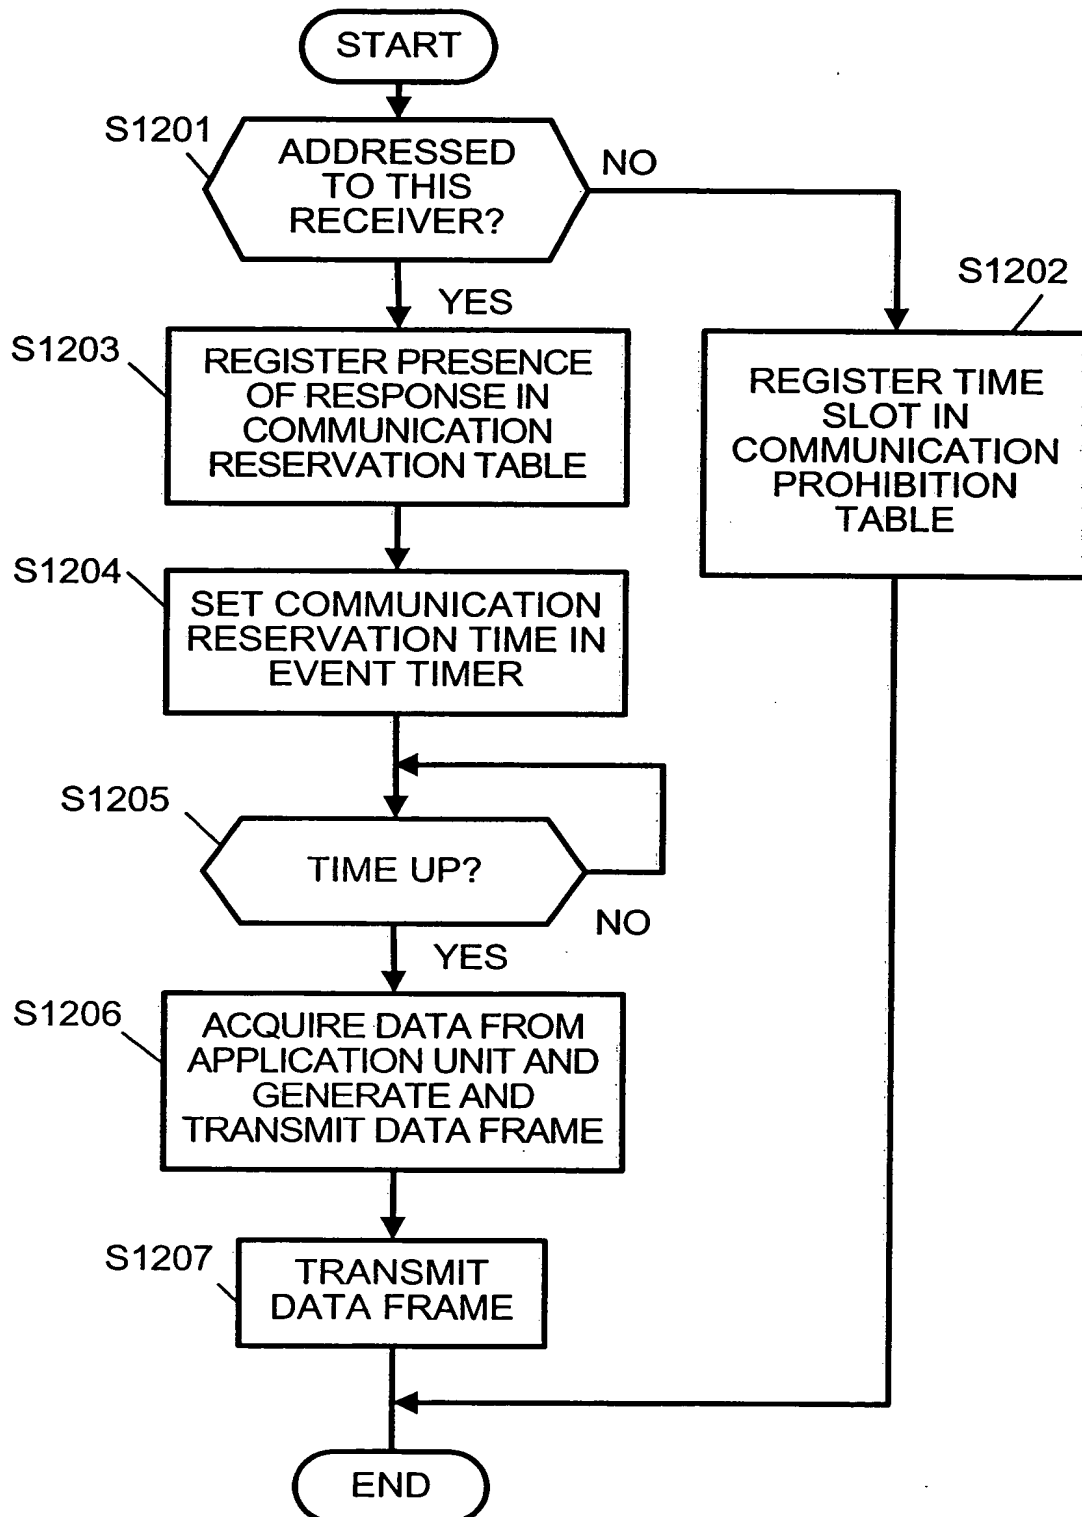 START
S1201
ADDRESSED
TO THIS
RECEIVER?
NO
YES
S1202
REGISTER TIME
SLOT IN
COMMUNICATION
PROHIBITION
TABLE
S1203
REGISTER PRESENCE
OF RESPONSE IN
COMMUNICATION
RESERVATION TABLE
S1204
SET COMMUNICATION
RESERVATION TIME IN
EVENT TIMER
S1205
TIME UP?
NO
YES
S1206
ACQUIRE DATA FROM
APPLICATION UNIT AND
GENERATE AND
TRANSMIT DATA FRAME
S1207
TRANSMIT
DATA FRAME
END